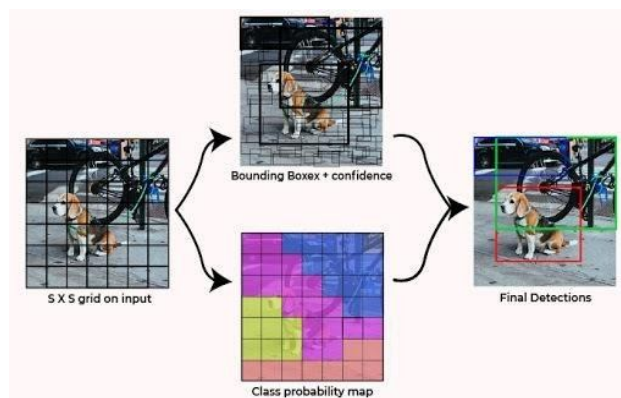 Bounding Boxex + confidence
S X S grid on input
Final Detections
Class probability map